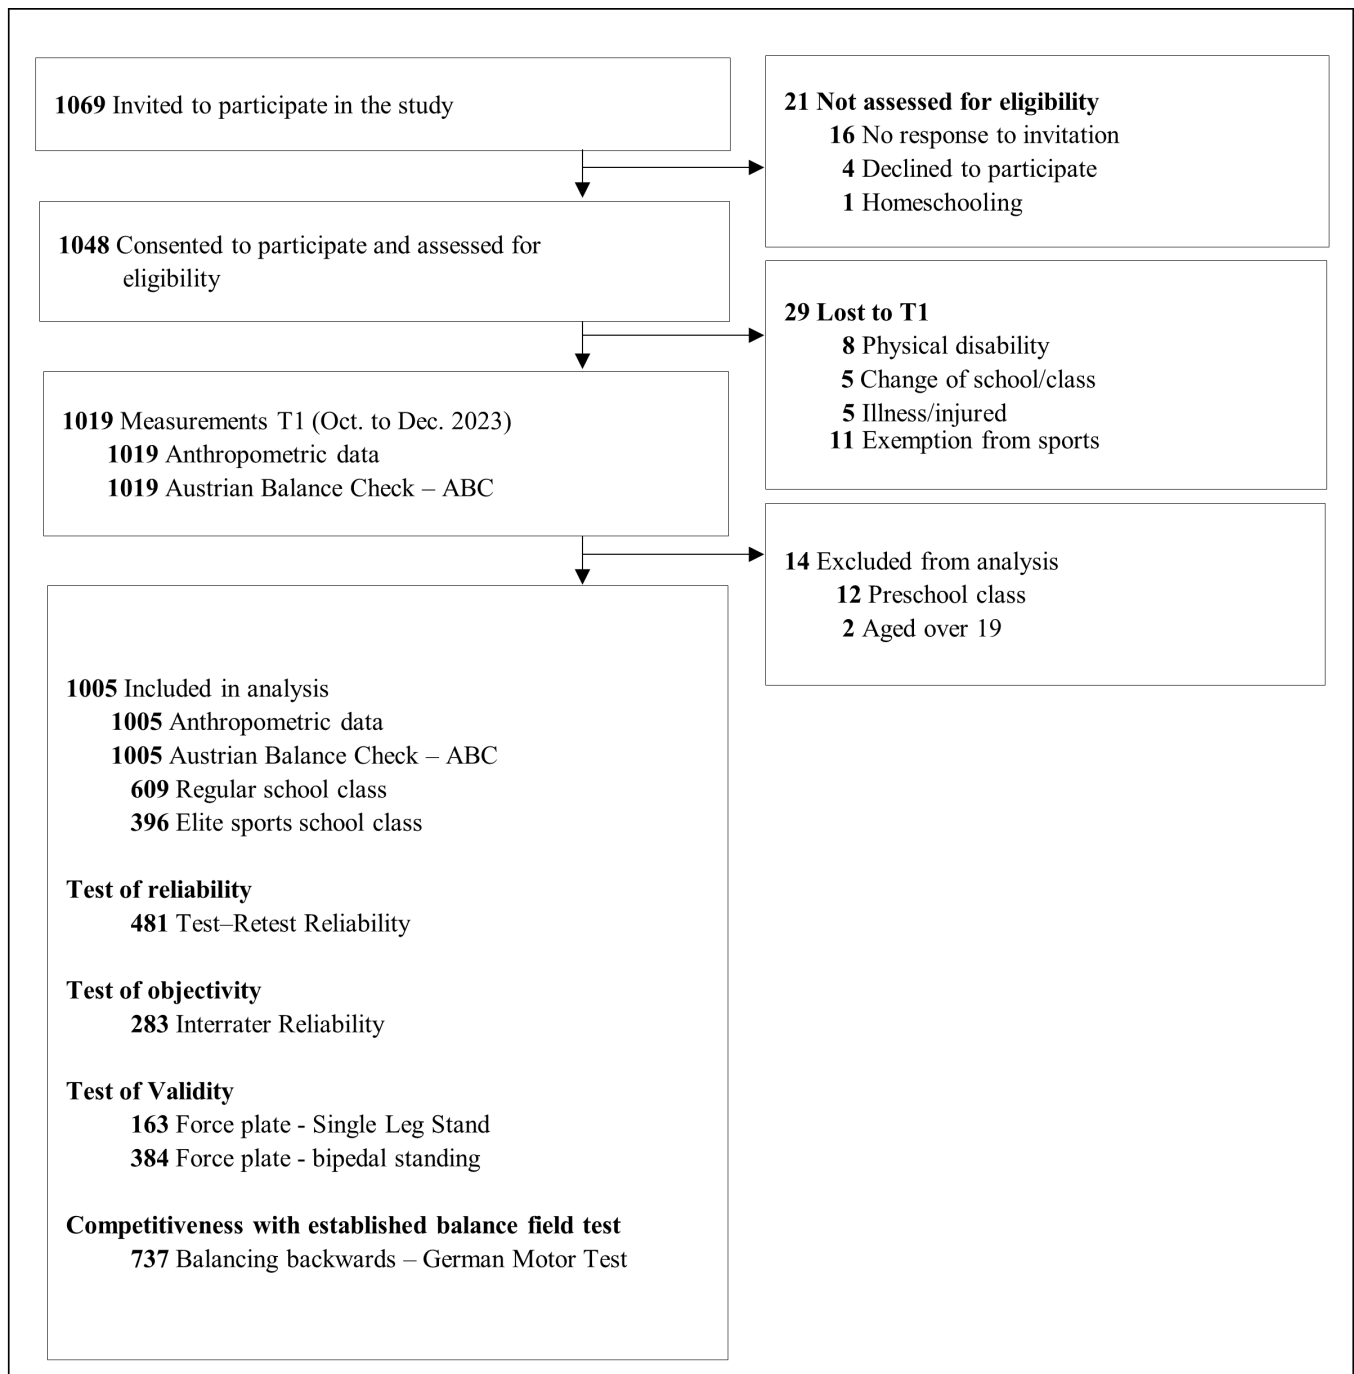 1069 Invited to participate in the study
21 Not assessed for eligibility
16 No response to invitation
4 Declined to participate
1 Homeschooling
1048 Consented to participate and assessed for
eligibility
29 Lost to T1
8 Physical disability
5 Change of school/class
5 Illness/injured
11 Exemption from sports
1019 Measurements T1 (Oct. to Dec. 2023)
1019 Anthropometric data
1019 Austrian Balance Check – ABC
14 Excluded from analysis
12 Preschool class
2 Aged over 19
1005 Included in analysis
1005 Anthropometric data
1005 Austrian Balance Check – ABC
609 Regular school class
396 Elite sports school class
Test of reliability
481 Test–Retest Reliability
Test of objectivity
283 Interrater Reliability
Test of Validity
163 Force plate - Single Leg Stand
384 Force plate - bipedal standing
Competitiveness with established balance field test
737 Balancing backwards – German Motor Test